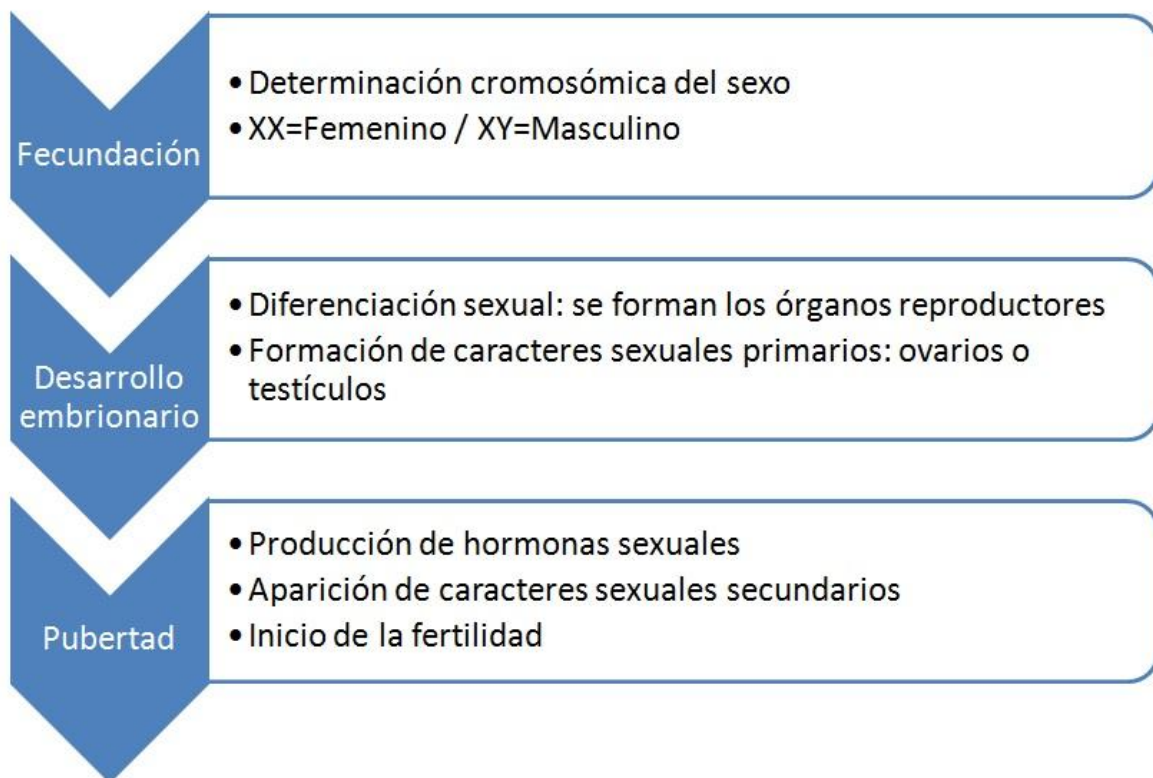 Fecundación
• Determinación cromosómica del sexo
• XX=Femenino / XY=Masculino
Desarrollo
embrionario
• Diferenciación sexual: se forman los órganos reproductores
• Formación de caracteres sexuales primarios: ovarios o
testículos
Pubertad
• Producción de hormonas sexuales
• Aparición de caracteres sexuales secundarios
• Inicio de la fertilidad